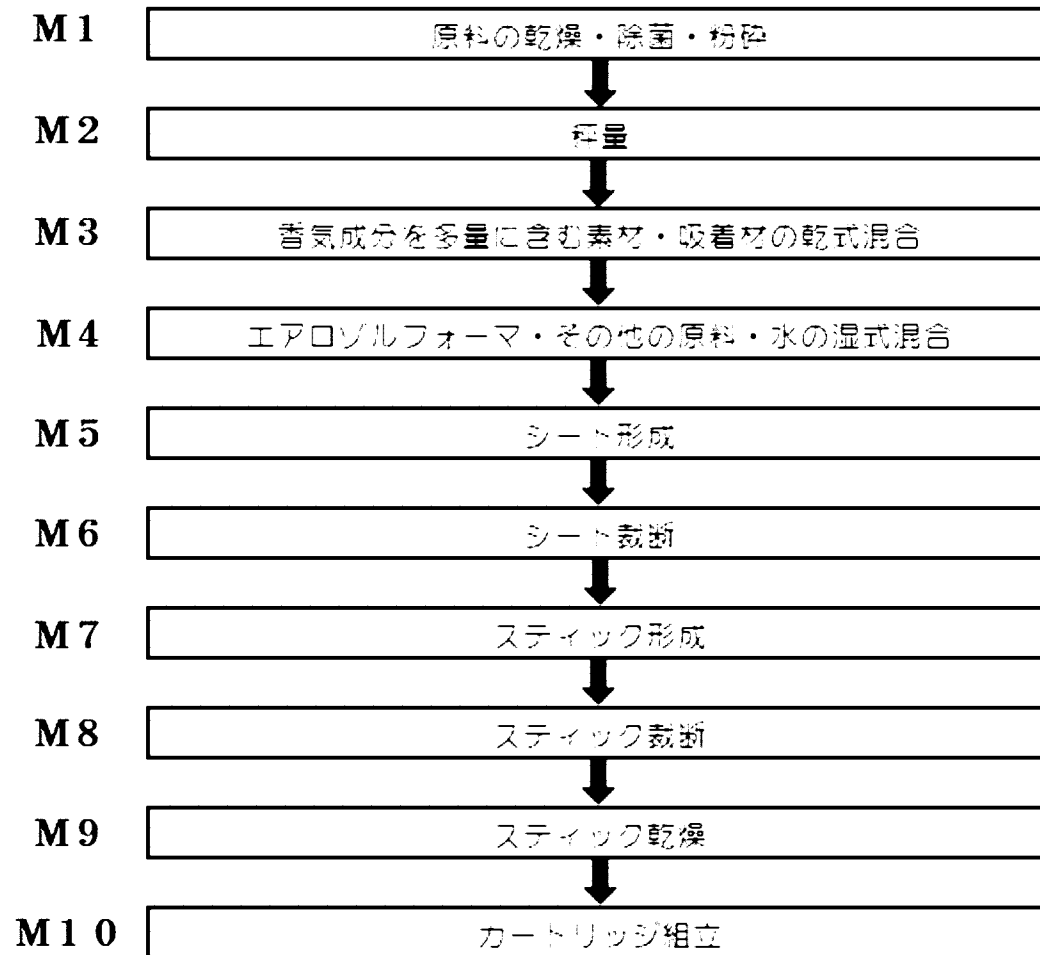 M1 原料の乾燥・除菌・粉砕
M2 秤量
M3 香気成分を多量に含む素材・吸着材の乾式混合
M4 エアロゾルフォーマ・その他の原料・水の湿式混合
M5 シート形成
M6 シート裁断
M7 スティック形成
M8 スティック裁断
M9 スティック乾燥
M10 カートリッジ組立